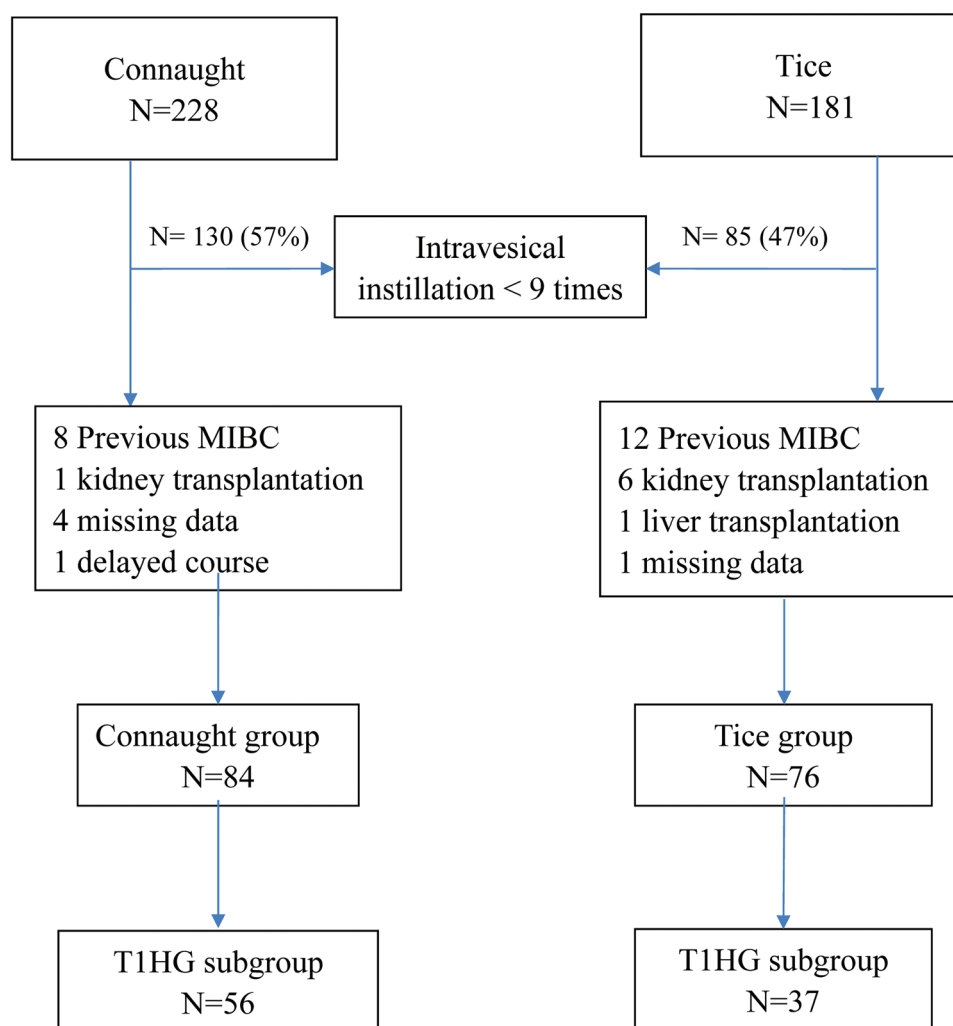 Connaught
N=228
Tice
N=181
N= 130 (57%)
Intravesical
instillation < 9 times
N= 85 (47%)
8 Previous MIBC
1 kidney transplantation
4 missing data
1 delayed course
12 Previous MIBC
6 kidney transplantation
1 liver transplantation
1 missing data
Connaught group
N=84
Tice group
N=76
T1HG subgroup
N=56
T1HG subgroup
N=37